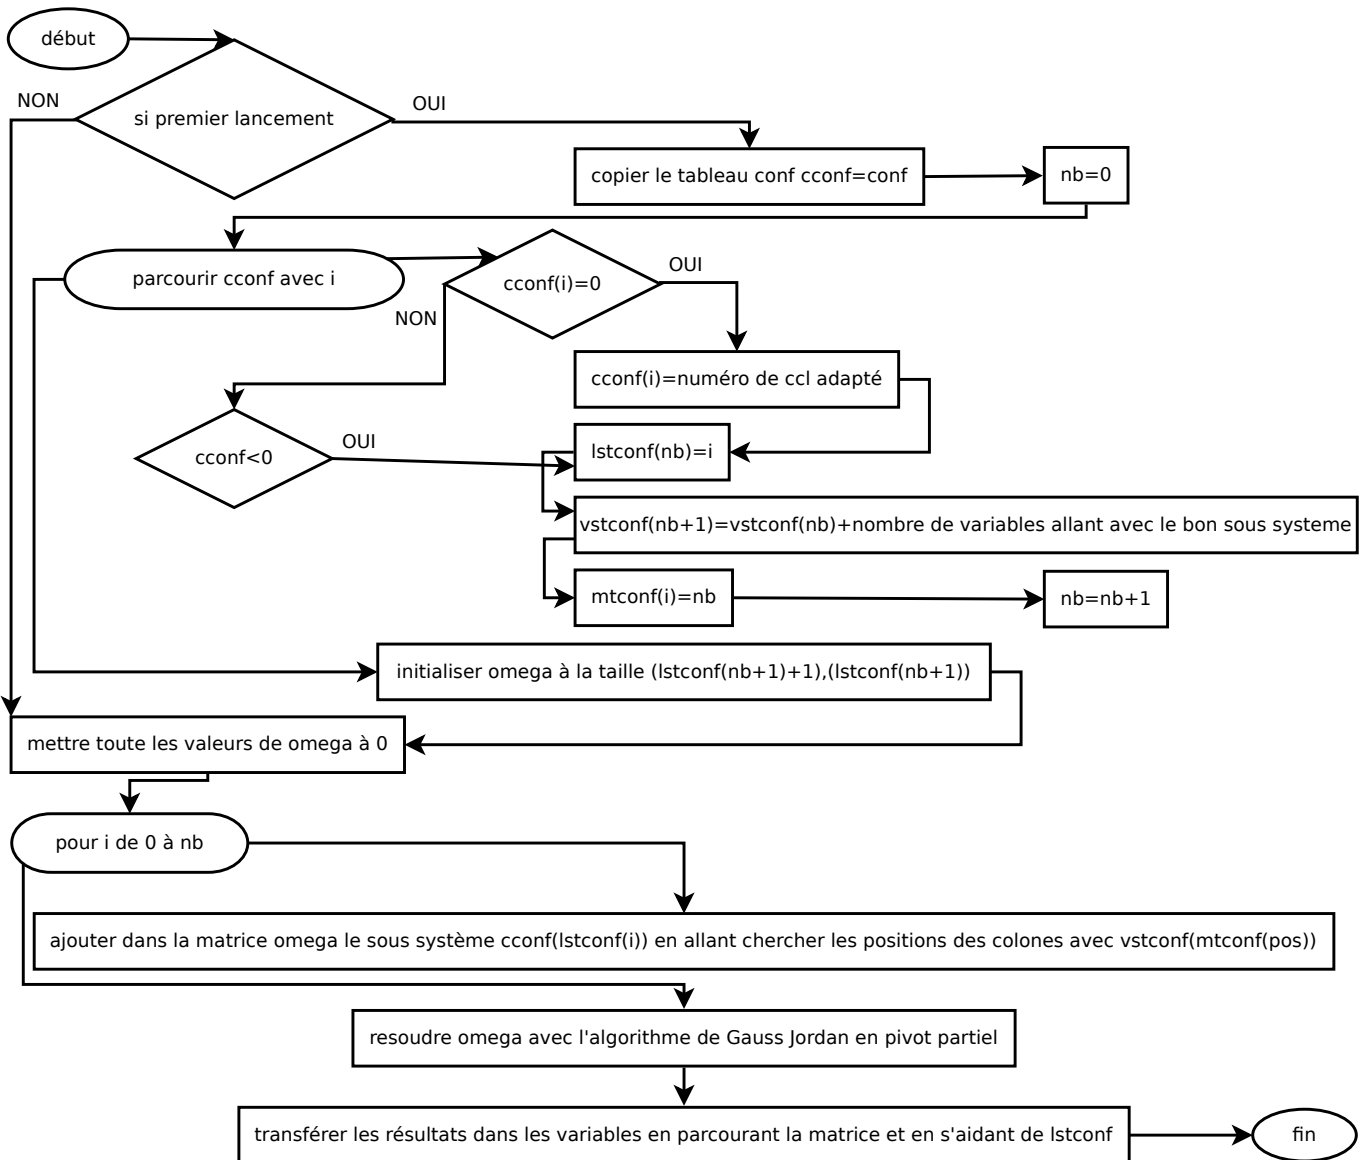 début
NON
OUI
si premier lancement
copier le tableau conf cconf=conf
nb=0
parcourir cconf avec i
cconf(i)=0
OUI
NON
cconf(i)=numéro de ccl adapté
cconf<0
OUI
lstconf(nb)=i
vstconf(nb+1)=vstconf(nb)+nombre de variables allant avec le bon sous systeme
mtconf(i)=nb
nb=nb+1
initialiser omega à la taille (lstconf(nb+1)+1),(lstconf(nb+1))
mettre toute les valeurs de omega à 0
pour i de 0 à nb
ajouter dans la matrice omega le sous système cconf(lstconf(i)) en allant chercher les positions des colones avec vstconf(mtconf(pos))
resoudre omega avec l'algorithme de Gauss Jordan en pivot partiel
transférer les résultats dans les variables en parcourant la matrice et en s'aidant de lstconf
fin